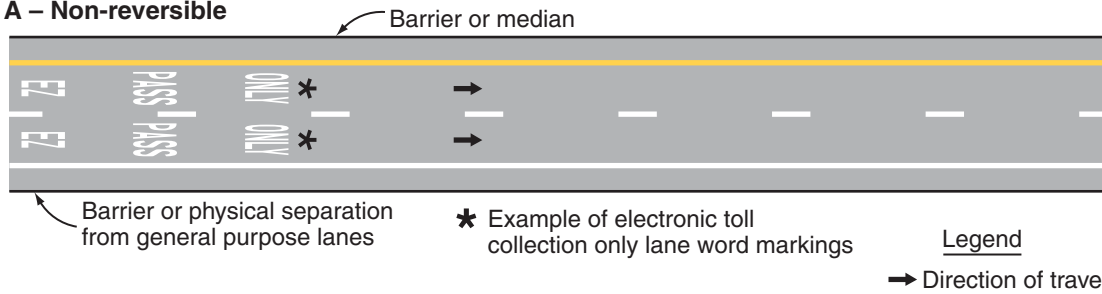 A – Non-reversible
Barrier or median
EZ PASS ONLY *
EZ PASS ONLY *
Barrier or physical separation
from general purpose lanes
* Example of electronic toll
collection only lane word markings
Legend
Direction of trave